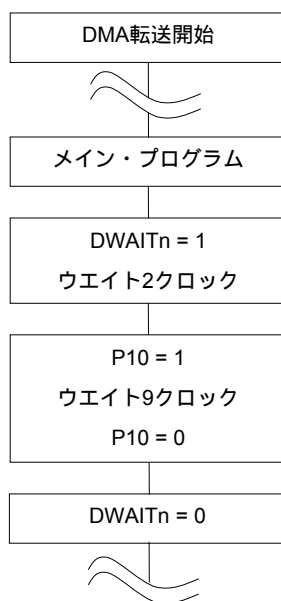 DMA転送開始
メイン・プログラム
DWAITn = 1
ウエイト2クロック
P10 = 1
ウエイト9クロック
P10 = 0
DWAITn = 0